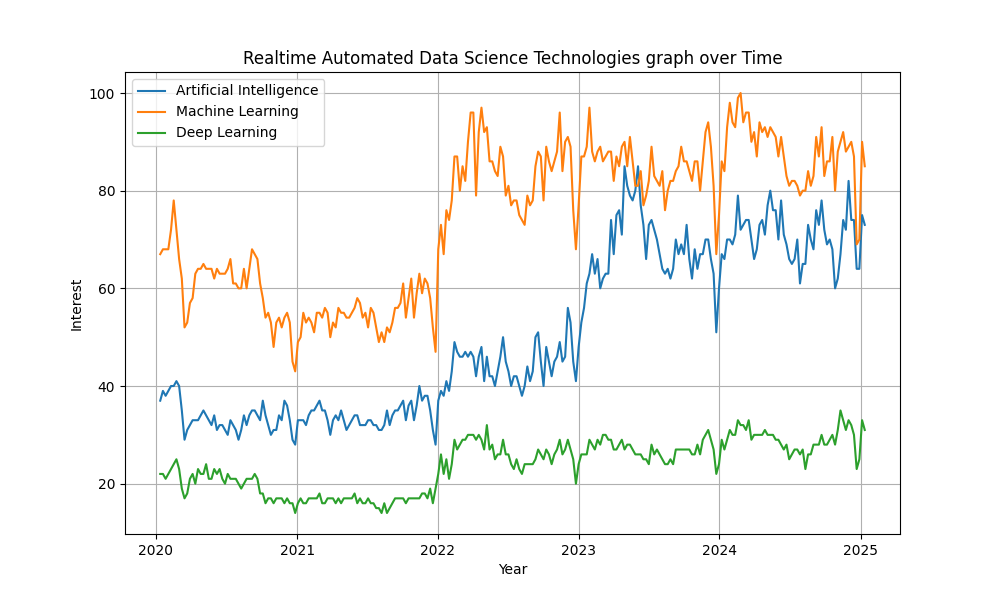 Realtime Automated Data Science Technologies graph over Time
Artificial Intelligence
Machine Learning
Deep Learning
100
80
60
40
20
Interest
2020 2021 2022 2023 2024 2025
Year